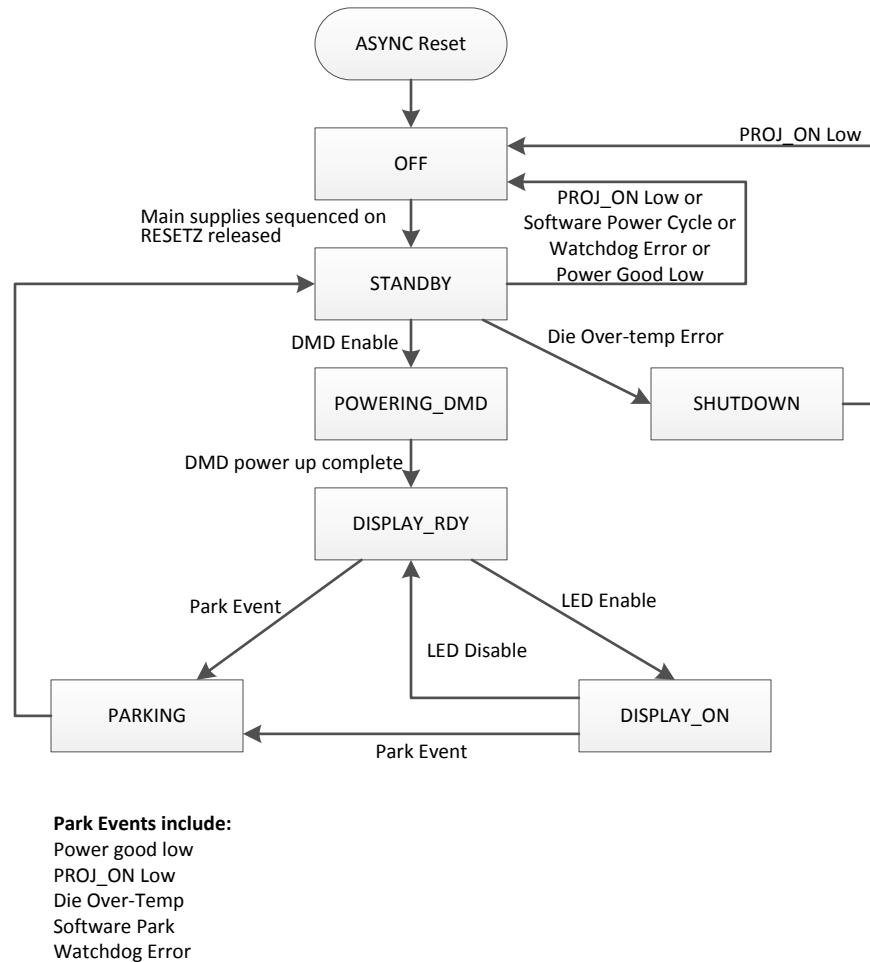 ASYNC Reset
PROJ_ON Low
OFF
Main supplies sequenced on
RESETZ released
PROJ_ON Low or
Software Power Cycle or
Watchdog Error or
Power Good Low
STANDBY
DMD Enable
Die Over-temp Error
POWERING_DMD
SHUTDOWN
DMD power up complete
DISPLAY_RDY
Park Event
LED Enable
LED Disable
PARKING
DISPLAY_ON
Park Event
Park Events include:
Power good low
PROJ_ON Low
Die Over-Temp
Software Park
Watchdog Error